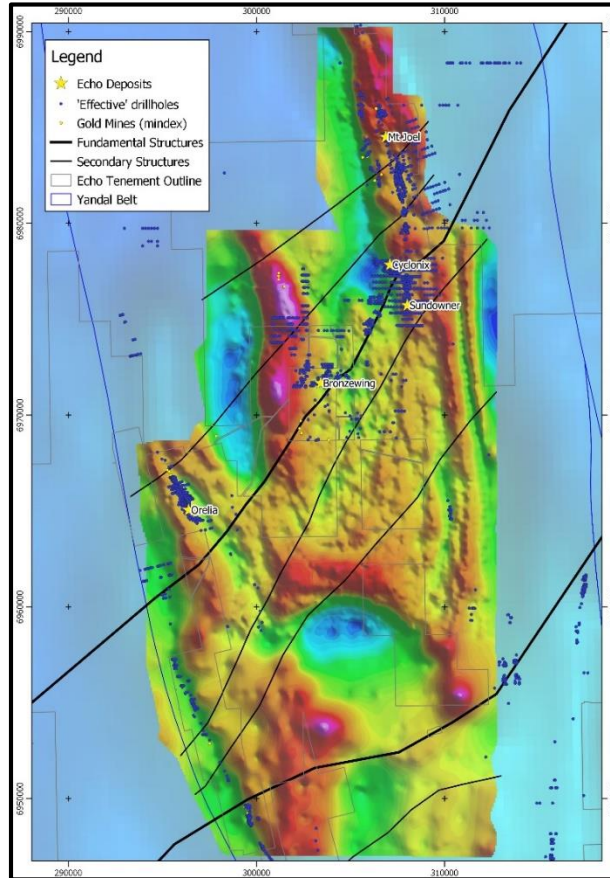 290000
300000
310000
6990000
Legend
Echo Deposits
'Effective' drillholes
Gold Mines (mindex)
Fundamental Structures
Secondary Structures
Echo Tenement Outline
Yandal Belt
Mt Joel
6980000
Cyclonix
Sundowner
Bronzewing
6970000
Orelia
6960000
6950000
290000
300000
310000